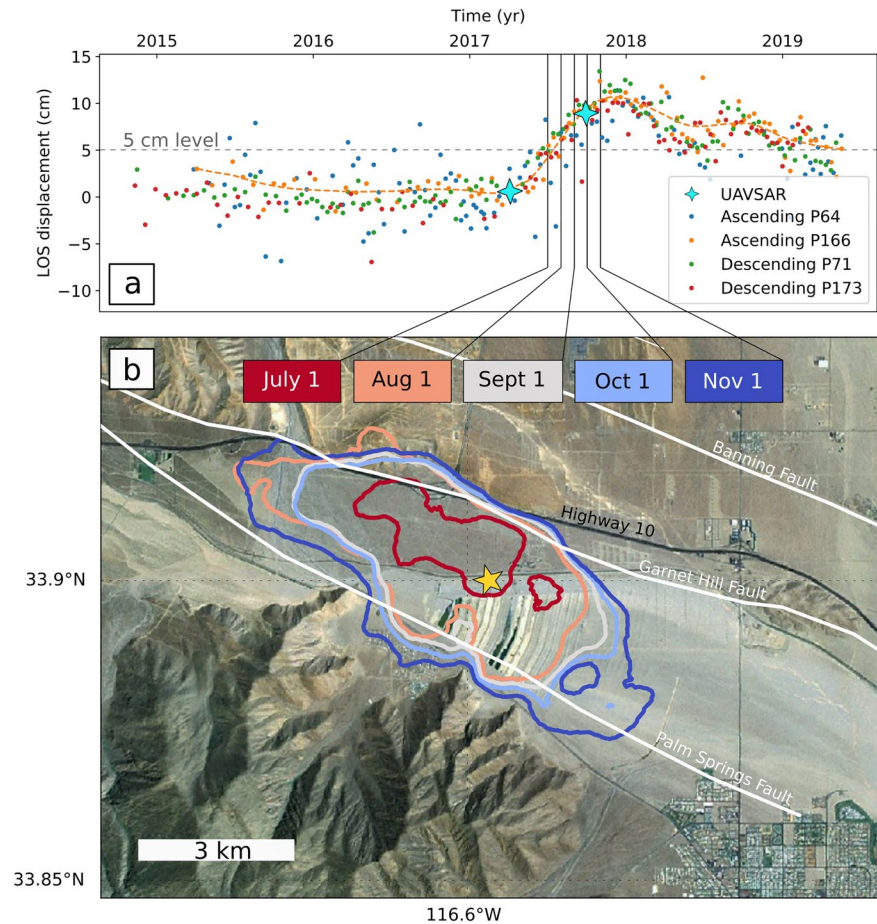 Time (yr)
2015 2016 2017 2018 2019
15
10
5
0
−5
−10
LOS displacement (cm)
5 cm level
UAVSAR
Ascending P64
Ascending P166
Descending P71
Descending P173
a
b
July 1 Aug 1 Sept 1 Oct 1 Nov 1
Banning Fault
Highway 10
Garnet Hill Fault
Palm Springs Fault
33.9°N
3 km
33.85°N
116.6°W